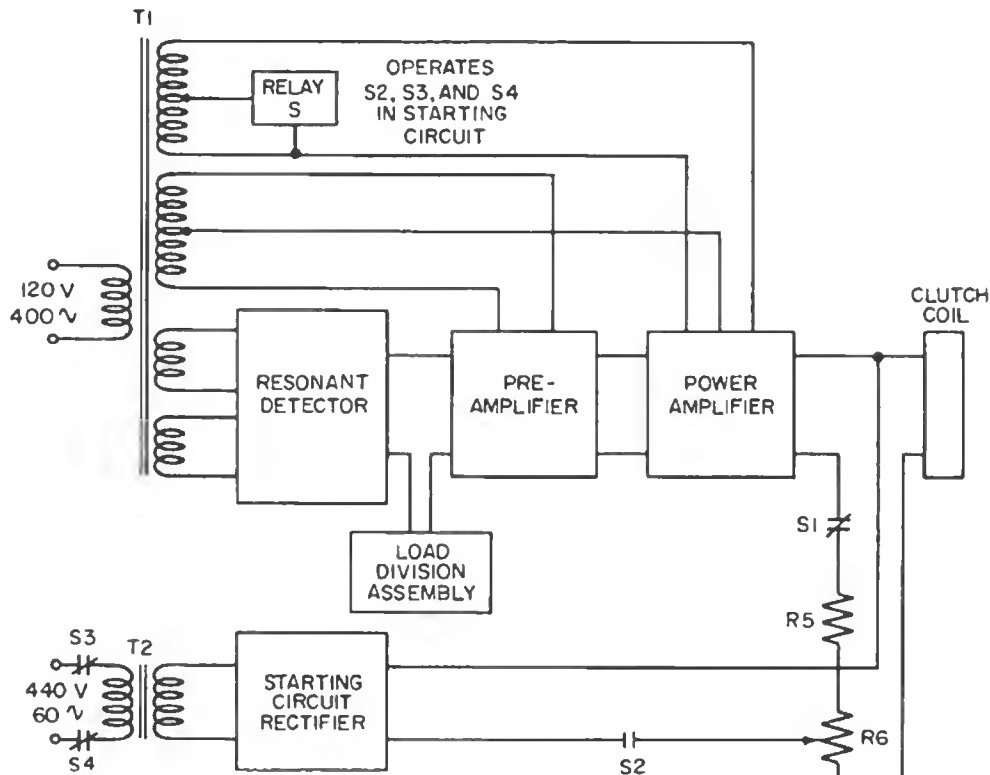 T1
RELAY
S
OPERATES
S2, S3, AND S4
IN STARTING
CIRCUIT
120 V
400 ~
RESONANT
DETECTOR
PRE-
AMPLIFIER
POWER
AMPLIFIER
CLUTCH
COIL
LOAD
DIVISION
ASSEMBLY
S1
R5
S3
T2
440 V
60 ~
S4
STARTING
CIRCUIT
RECTIFIER
S2
R6